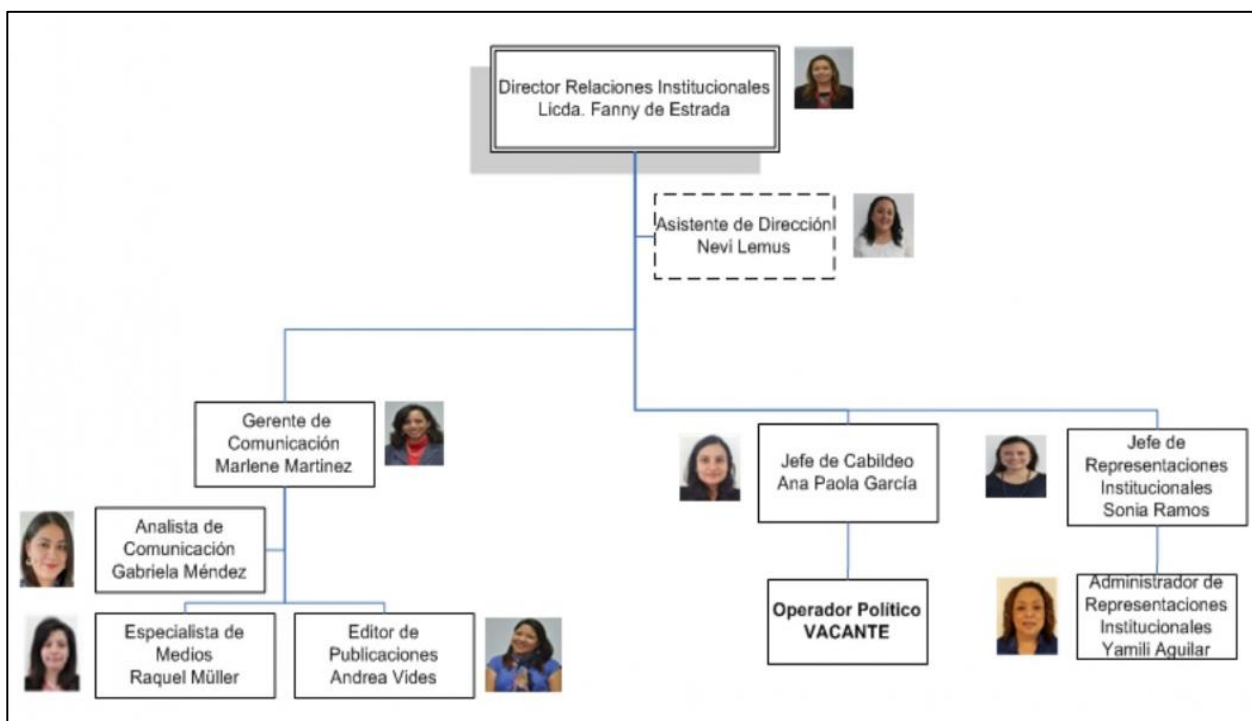 Director Relaciones Institucionales
Licda. Fanny de Estrada
Asistente de Dirección
Nevi Lemus
Gerente de
Comunicación
Marlene Martinez
Jefe de Cabildeo
Ana Paola García
Jefe de
Representaciones
Institucionales
Sonia Ramos
Analista de
Comunicación
Gabriela Méndez
Especialista de
Medios
Raquel Müller
Editor de
Publicaciones
Andrea Vides
Operador Político
VACANTE
Administrador de
Representaciones
Institucionales
Yamili Aguilar